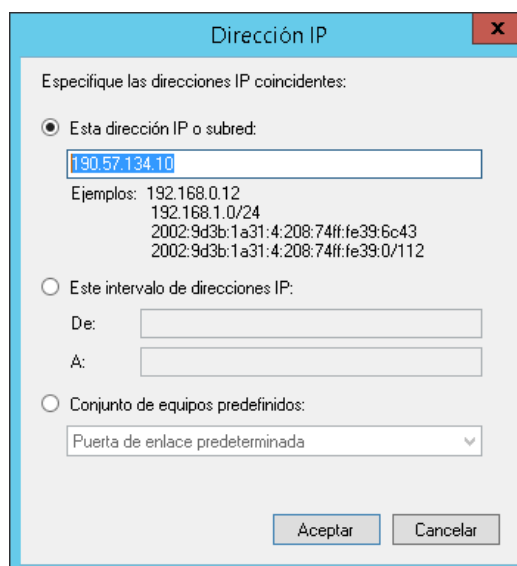 Dirección IP
x
Especifique las direcciones IP coincidentes:
Esta dirección IP o subred:
190.57.134.10
Ejemplos: 192.168.0.12
192.168.1.0/24
2002:9d3b:1a31:4:208:74ff:fe39:6c43
2002:9d3b:1a31:4:208:74ff:fe39:0/112
Este intervalo de direcciones IP:
De:
A:
Conjunto de equipos predefinidos:
Puerta de enlace predeterminada
Aceptar Cancelar